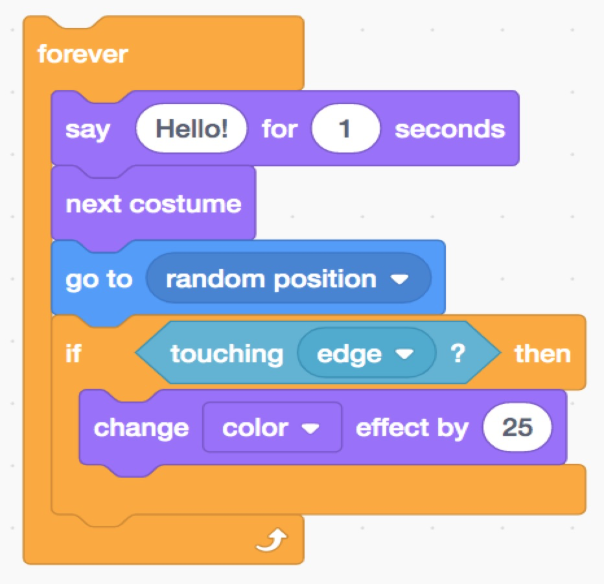 forever
say Hello! for 1 seconds
next costume
go to random position
if touching edge ? then
change color effect by 25